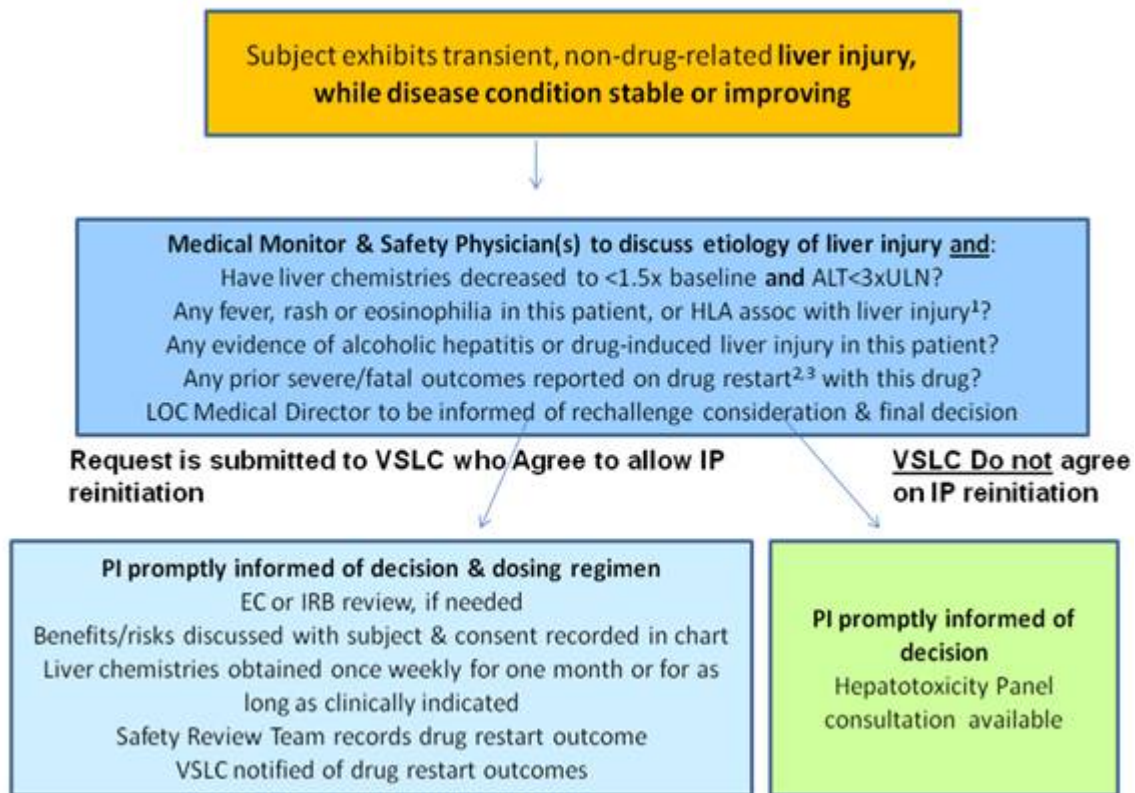 Subject exhibits transient, non-drug-related liver injury,
while disease condition stable or improving
Medical Monitor & Safety Physician(s) to discuss etiology of liver injury and:
Have liver chemistries decreased to <1.5x baseline and ALT<3xULN?
Any fever, rash or eosinophilia in this patient, or HLA assoc with liver injury¹?
Any evidence of alcoholic hepatitis or drug-induced liver injury in this patient?
Any prior severe/fatal outcomes reported on drug restart²,³ with this drug?
LOC Medical Director to be informed of rechallenge consideration & final decision
Request is submitted to VSLC who Agree to allow IP
reinitiation
VSLC Do not agree
on IP reinitiation
PI promptly informed of decision & dosing regimen
EC or IRB review, if needed
Benefits/risks discussed with subject & consent recorded in chart
Liver chemistries obtained once weekly for one month or for as
long as clinically indicated
Safety Review Team records drug restart outcome
VSLC notified of drug restart outcomes
PI promptly informed of
decision
Hepatotoxicity Panel
consultation available